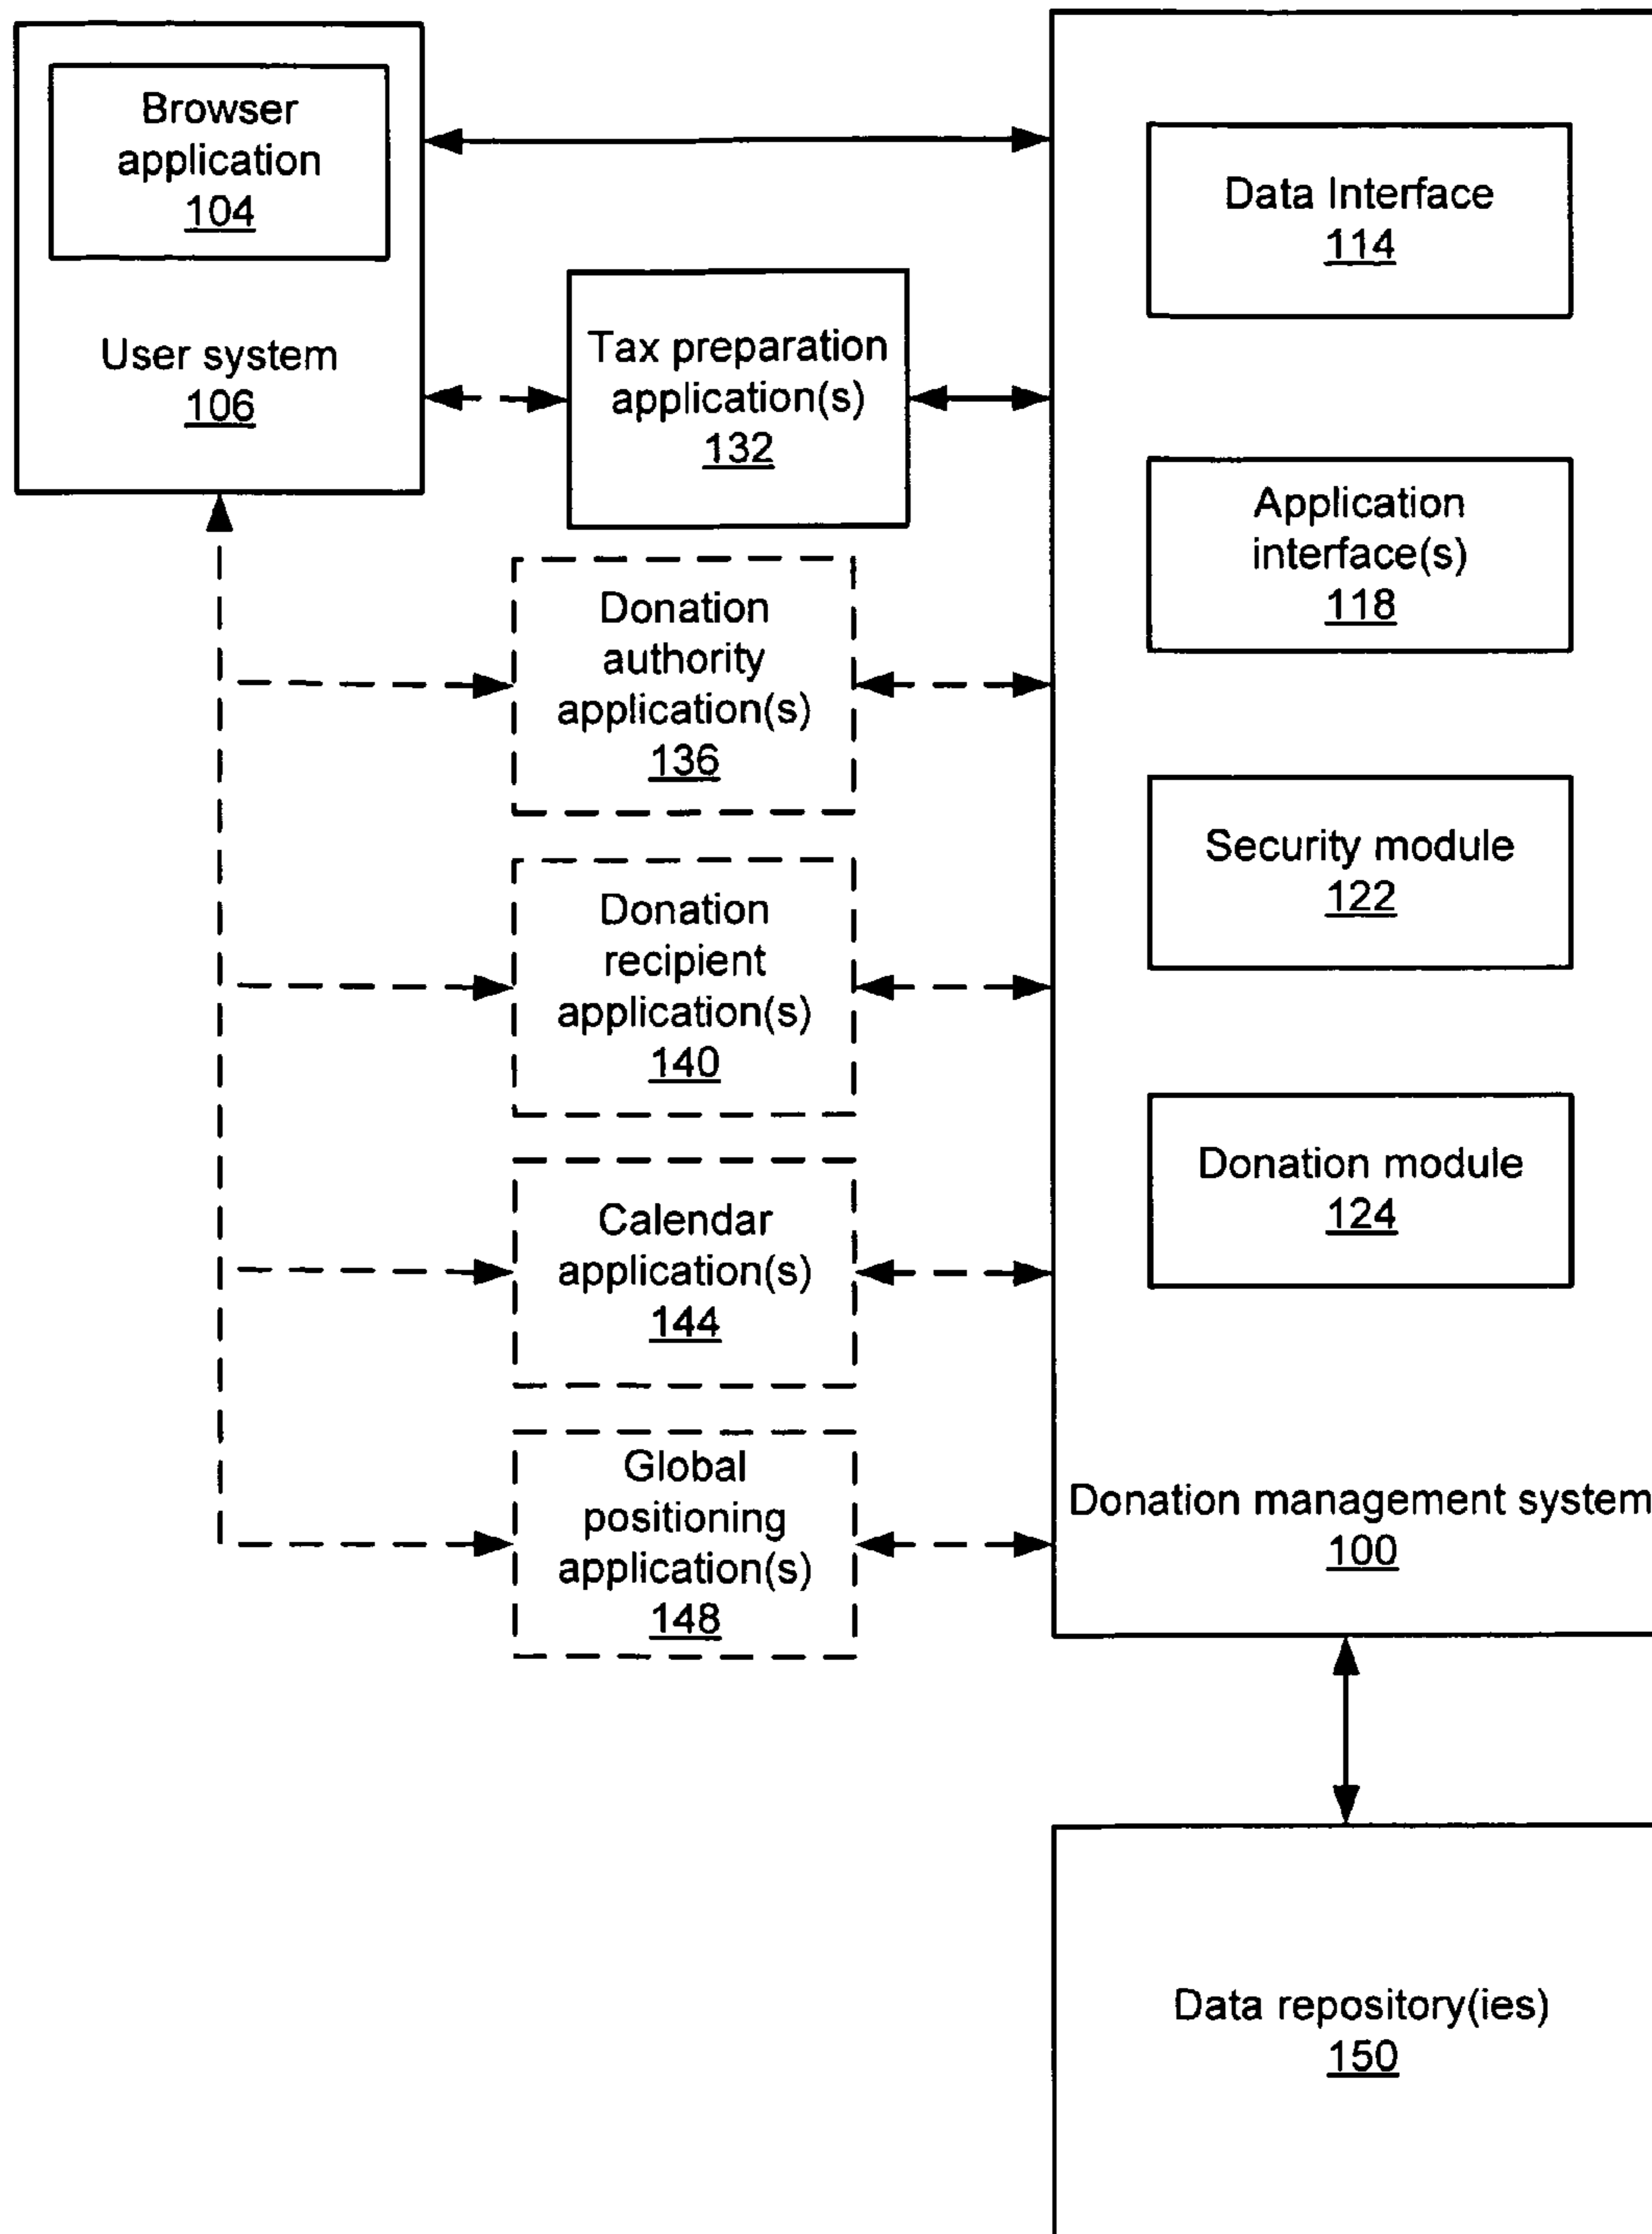 Browser
application
104
User system
106
Tax preparation
application(s)
132
Donation
authority
application(s)
136
Donation
recipient
application(s)
140
Calendar
application(s)
144
Global
positioning
application(s)
148
Data Interface
114
Application
interface(s)
118
Security module
122
Donation module
124
Donation management system
100
Data repository(ies)
150